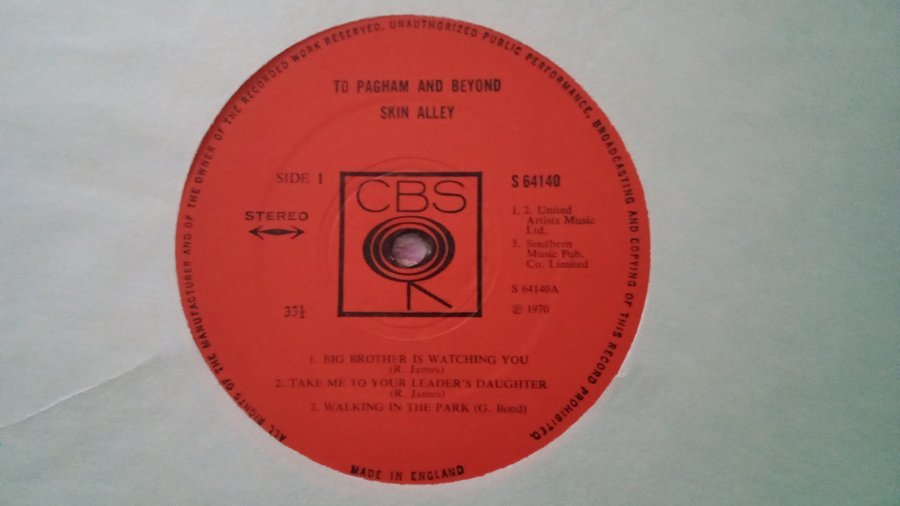 ALL RIGHTS OF THE MANUFACTURER AND OF THE OWNER OF THE RECORDED WORK RESERVED. UNAUTHORIZED PUBLIC PERFORMANCE, BROADCASTING AND COPYING OF THIS RECORD PROHIBITED.
TO PAGHAM AND BEYOND
SKIN ALLEY
SIDE 1
STEREO
33⅓
CBS
S 64140
1, 2. United
Artists Music
Ltd.
3. Southern
Music Pub.
Co. Limited
S 64140A
℗ 1970
1. BIG BROTHER IS WATCHING YOU
(R. James)
2. TAKE ME TO YOUR LEADER'S DAUGHTER
(R. James)
3. WALKING IN THE PARK (G. Bond)
MADE IN ENGLAND